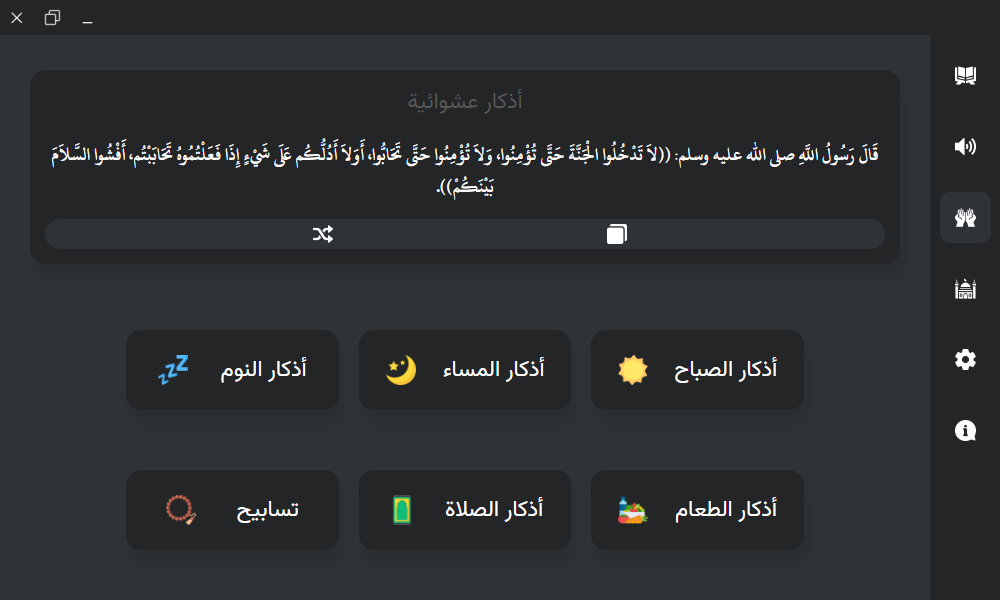 أذكار عشوائية
قَالَ رَسُولُ اللَّهِ صلى الله عليه وسلم: ((لاَ تَدْخُلُوا الْجَنَّةَ حَتَّى تُؤْمِنُوا، وَلاَ تُؤْمِنُوا حَتَّى تَحَابُّوا، أَوَلاَ أَدُلُّكُم عَلَى شَيْءٍ إِذَا فَعَلْتُمُوهُ تَحَابَبْتُم، أَفْشُوا السَّلاَمَ
بَيْنَكُمْ)).
أذكار الصباح
أذكار المساء
أذكار النوم
أذكار الطعام
أذكار الصلاة
تسابيح